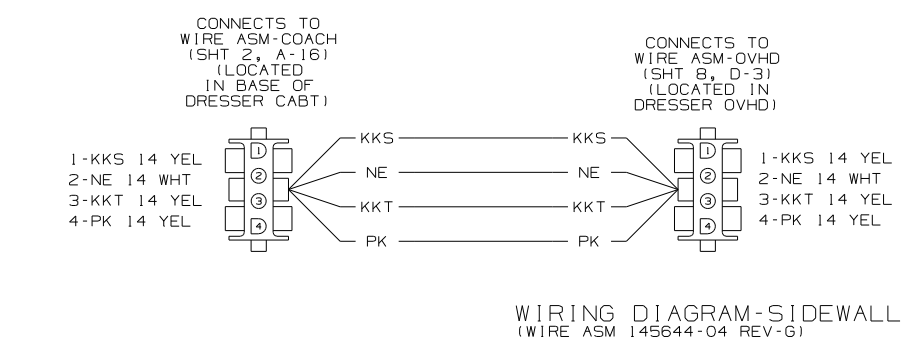 CONNECTS TO
WIRE ASM-COACH
(SHT 2, A-16)
(LOCATED
IN BASE OF
DRESSER CABT)
CONNECTS TO
WIRE ASM-OVHD
(SHT 8, D-3)
(LOCATED IN
DRESSER OVHD)
1-KKS 14 YEL
2-NE 14 WHT
3-KKT 14 YEL
4-PK 14 YEL
1
2
3
4
KKS KKS
NE NE
KKT KKT
PK PK
1
2
3
4
1-KKS 14 YEL
2-NE 14 WHT
3-KKT 14 YEL
4-PK 14 YEL
WIRING DIAGRAM-SIDEWALL
(WIRE ASM 145644-04 REV-G)